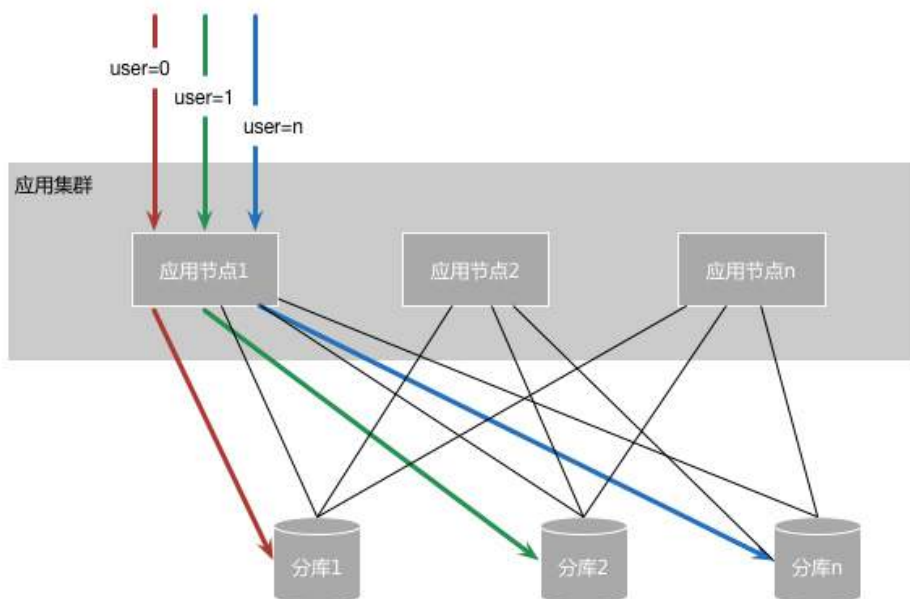 user=0
user=1
user=n
应用集群
应用节点1
应用节点2
应用节点n
分库1
分库2
分库n